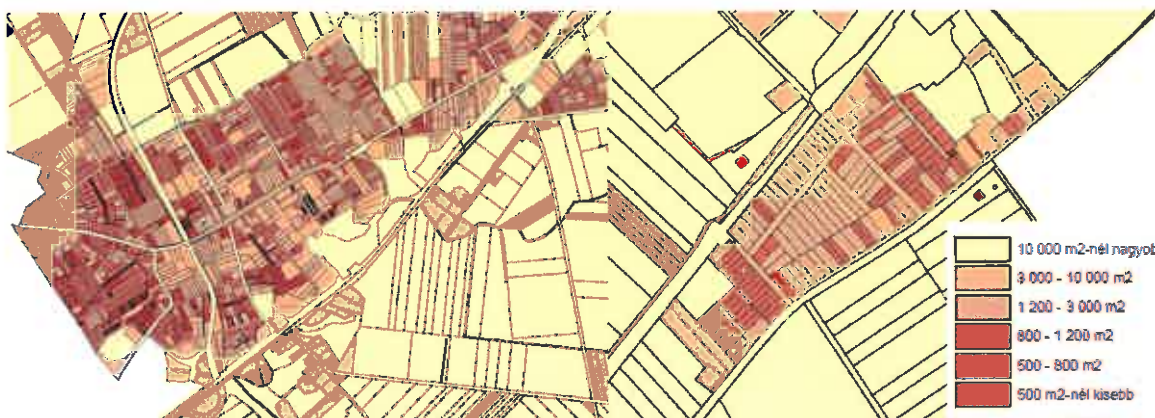 10 000 m2-nél nagyob
3 000 - 10 000 m2
1 200 - 3 000 m2
800 - 1 200 m2
500 - 800 m2
500 m2-nél kisebb